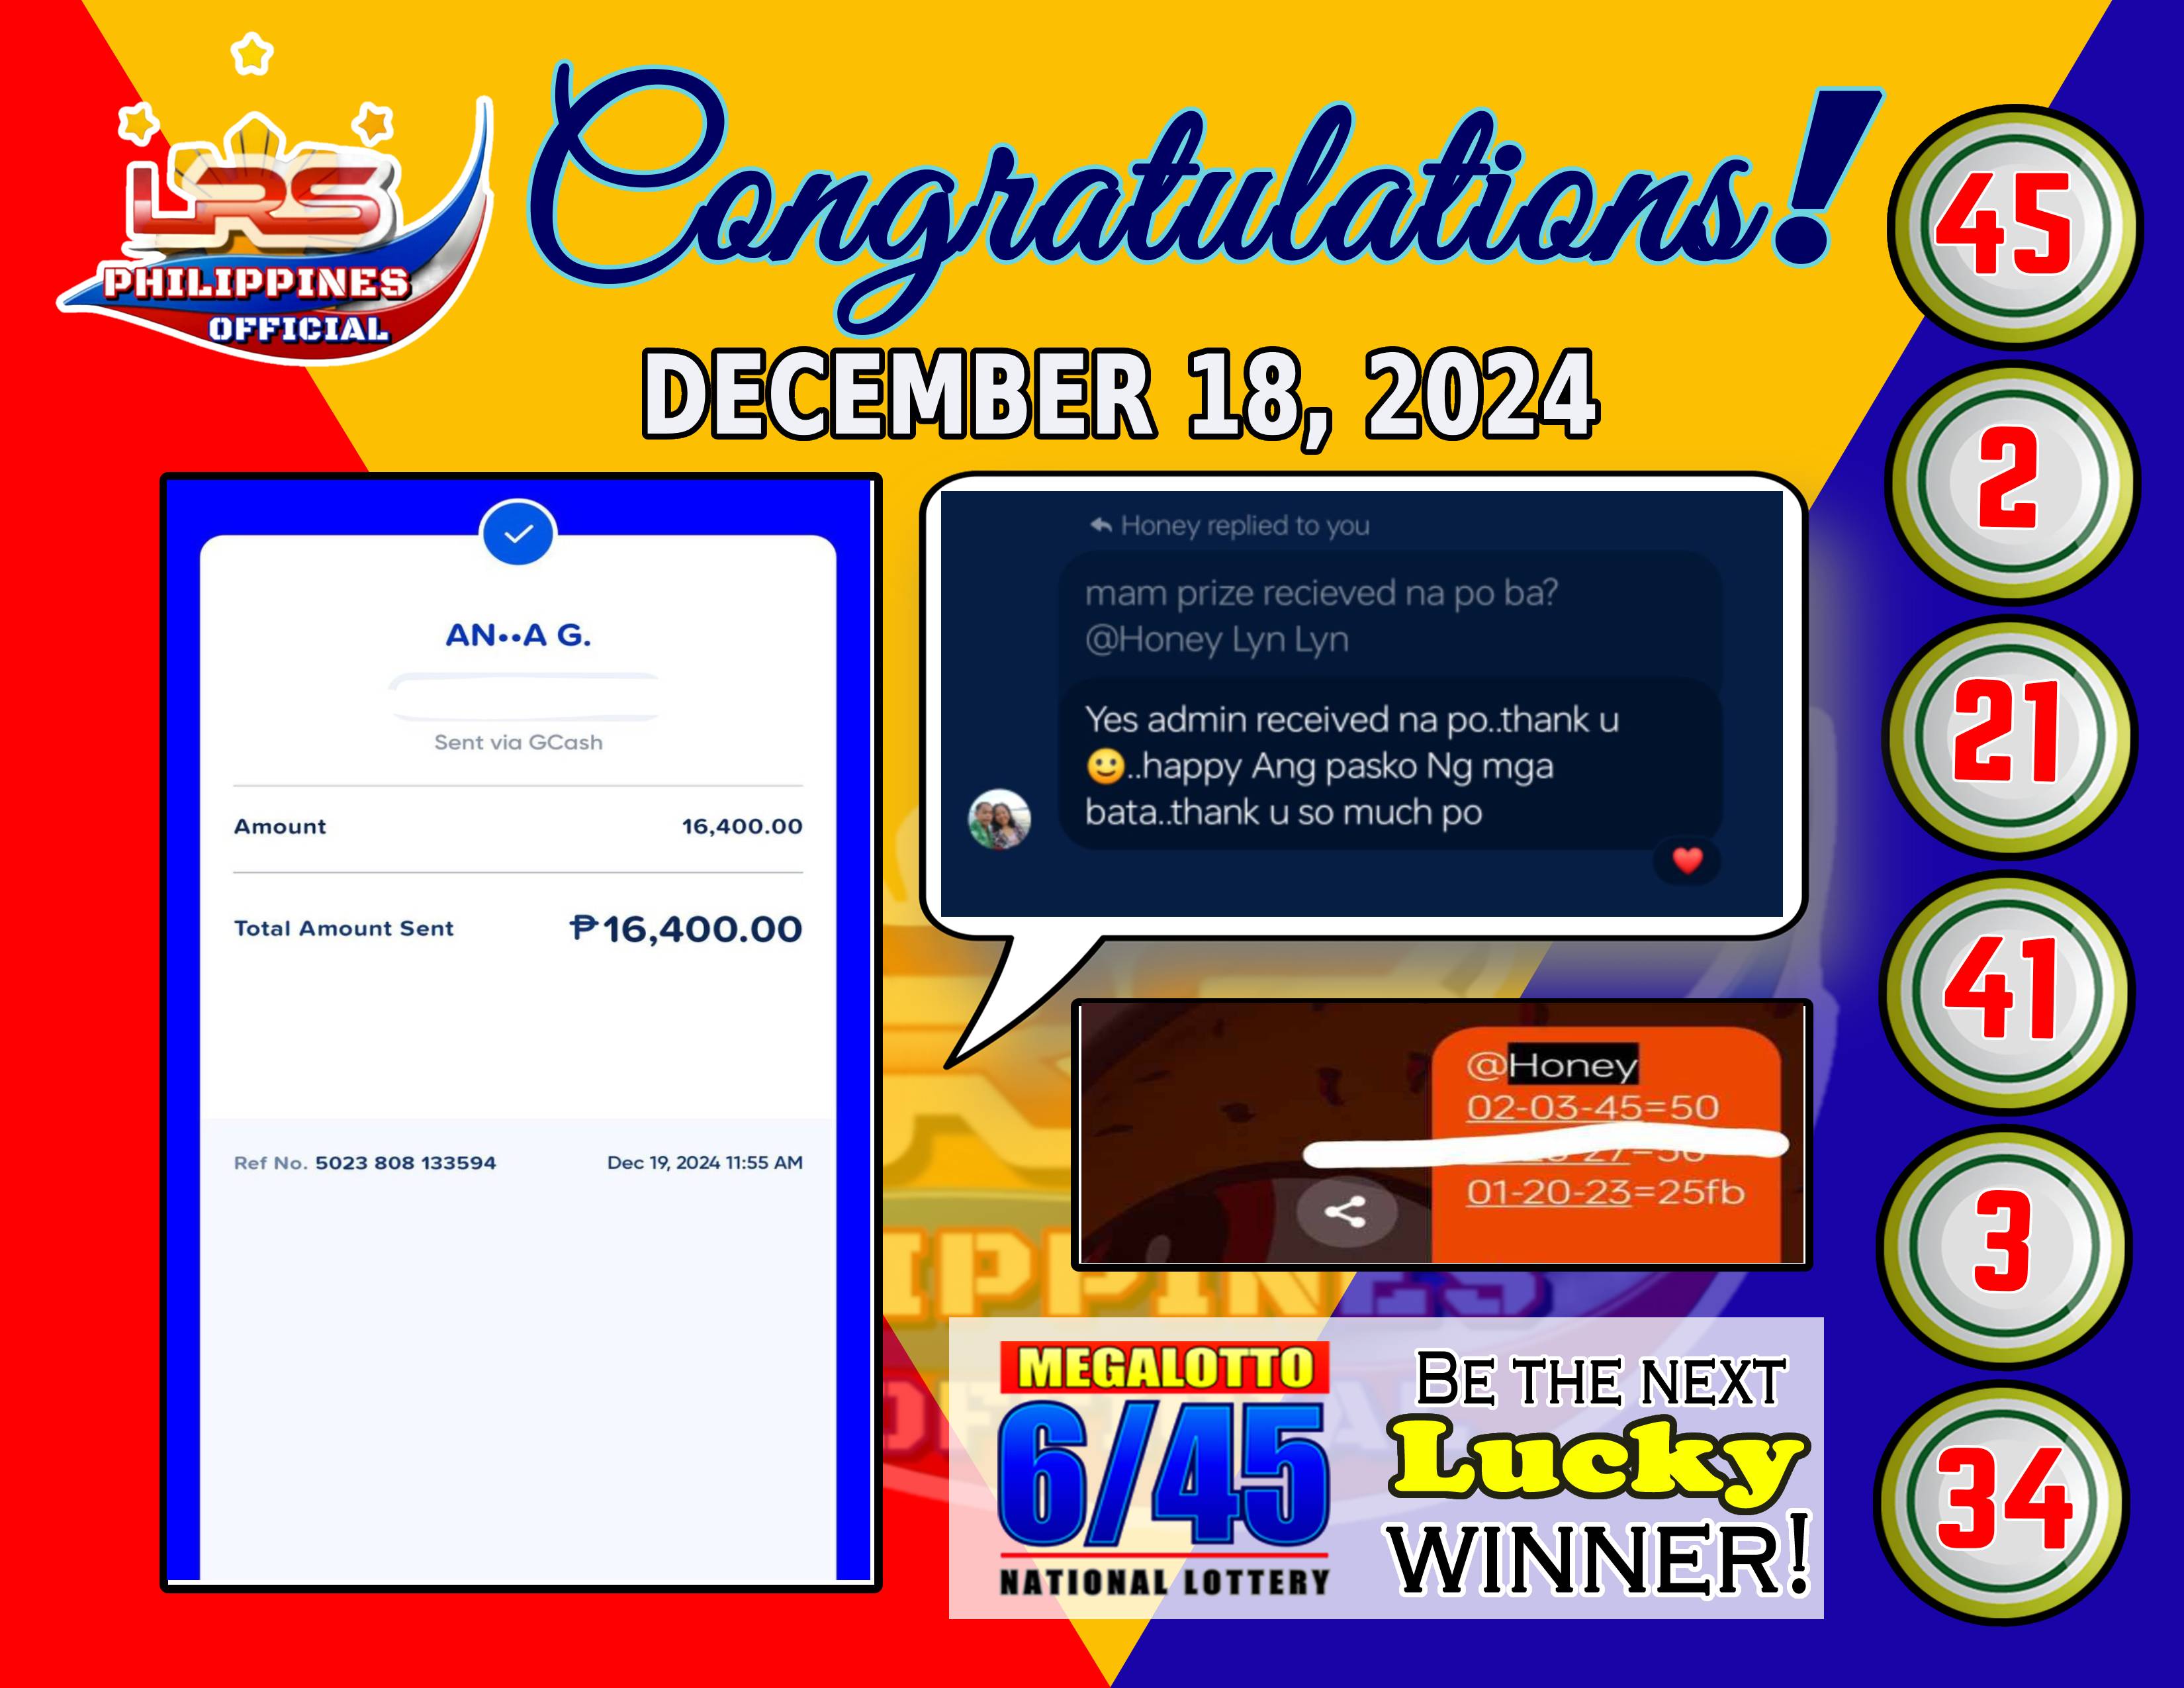 LRS
PHILIPPINES
OFFICIAL
Congratulations!
DECEMBER 18, 2024
AN••A G.
Sent via GCash
Amount 16,400.00
Total Amount Sent ₱16,400.00
Ref No. 5023 808 133594 Dec 19, 2024 11:55 AM
Honey replied to you
mam prize recieved na po ba?
@Honey Lyn Lyn
Yes admin received na po..thank u
🙂..happy Ang pasko Ng mga
bata..thank u so much po
@Honey
02-03-45=50
01-20-23=25fb
MEGALOTTO
6/45
NATIONAL LOTTERY
BE THE NEXT
Lucky
WINNER!
45
2
21
41
3
34